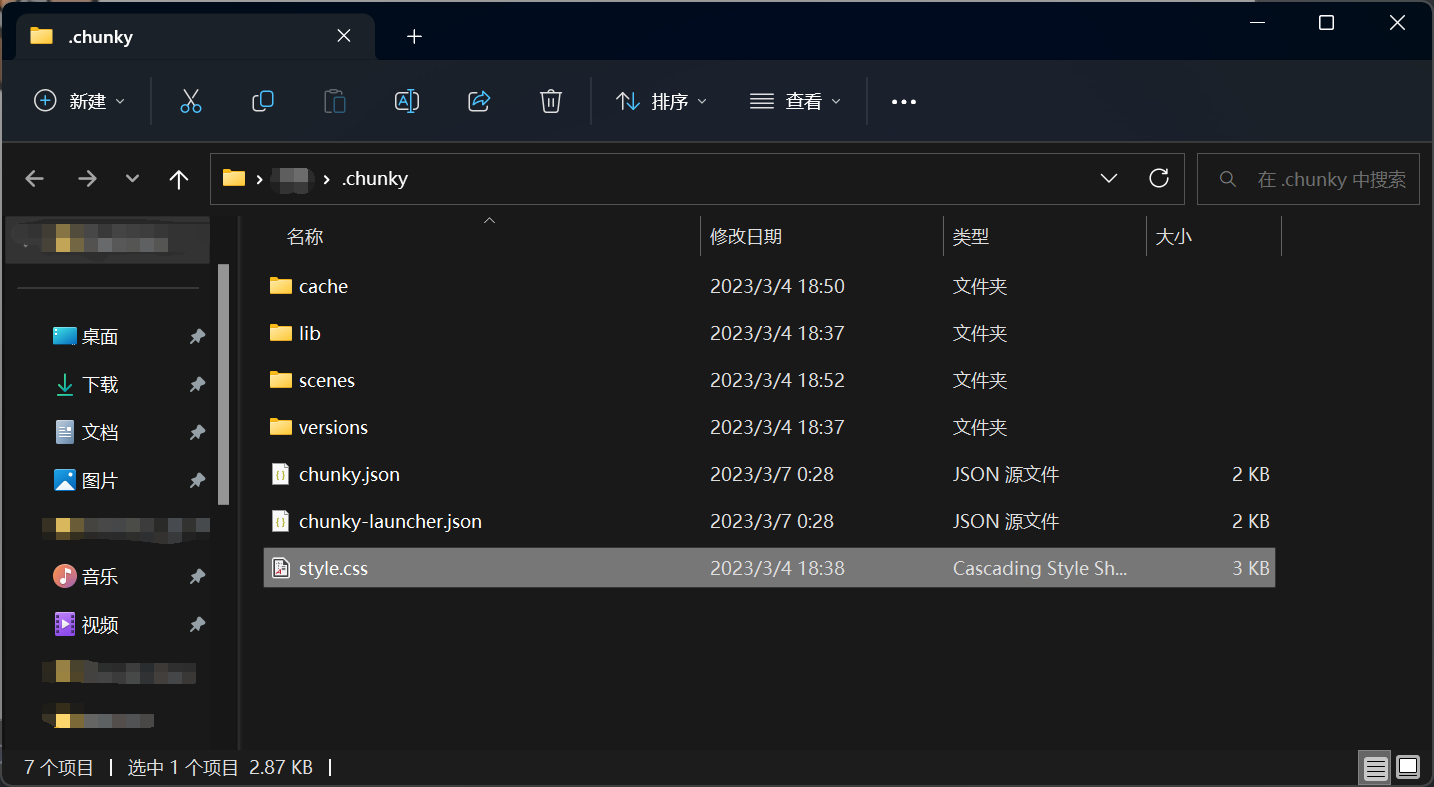 .chunky
新建
排序
查看
.chunky
在 .chunky 中搜索
名称 修改日期 类型 大小
cache 2023/3/4 18:50 文件夹
lib 2023/3/4 18:37 文件夹
scenes 2023/3/4 18:52 文件夹
versions 2023/3/4 18:37 文件夹
chunky.json 2023/3/7 0:28 JSON 源文件 2 KB
chunky-launcher.json 2023/3/7 0:28 JSON 源文件 2 KB
style.css 2023/3/4 18:38 Cascading Style Sh... 3 KB
桌面
下载
文档
图片
音乐
视频
7 个项目 选中 1 个项目 2.87 KB